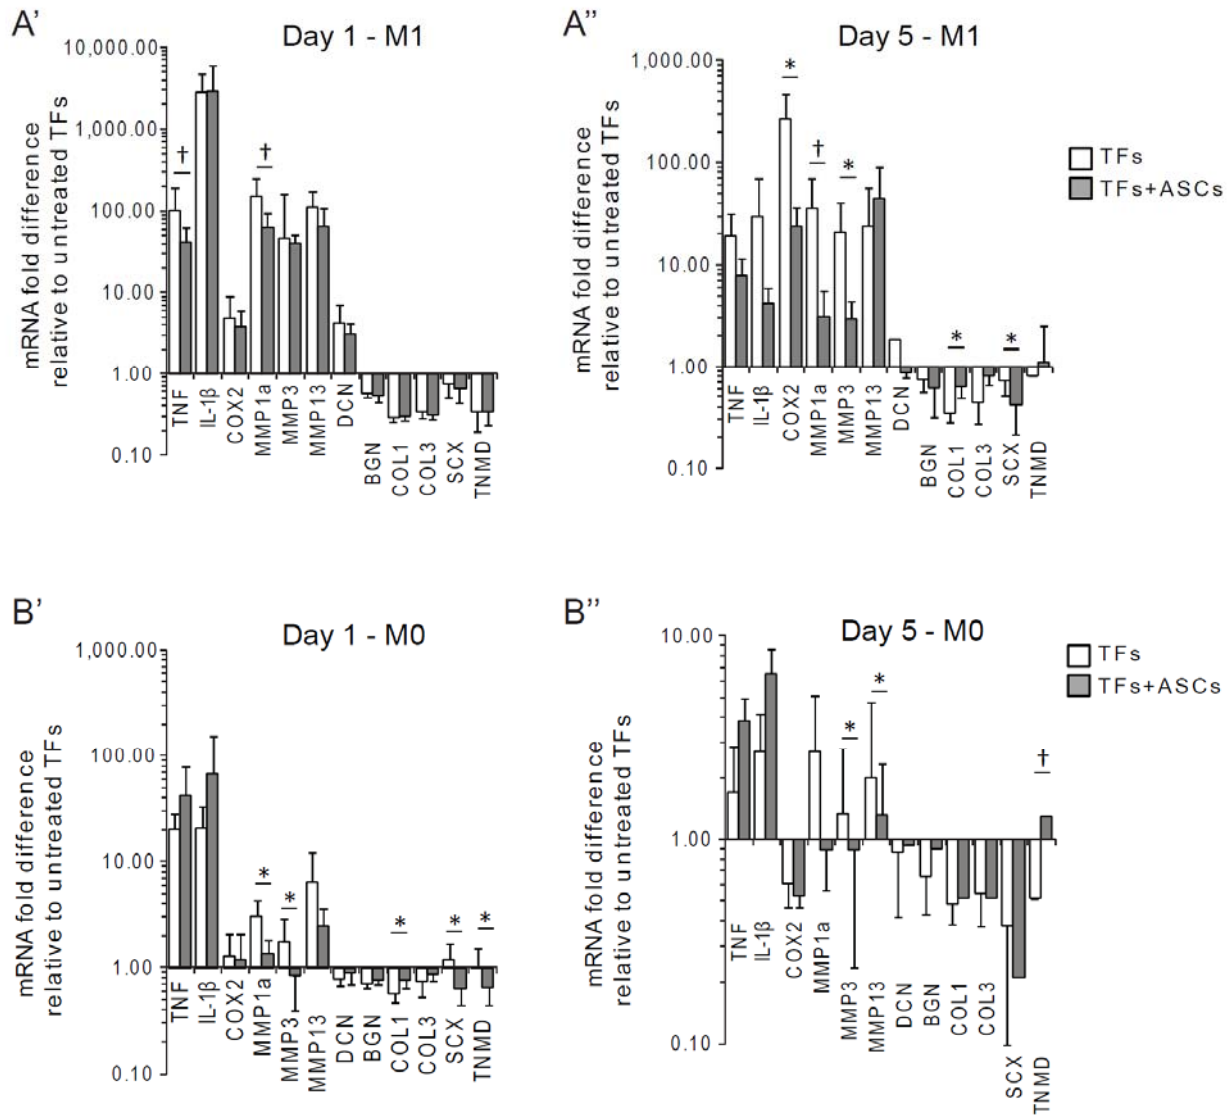 A’
Day 1 - M1
mRNA fold difference
relative to untreated TFs
10,000.00
1,000.00
100.00
10.00
1.00
0.10
†
†
TNF
IL-1β
COX2
MMP1a
MMP3
MMP13
DCN
BGN
COL1
COL3
SCX
TNMD
A’’
Day 5 - M1
mRNA fold difference
relative to untreated TFs
1,000.00
100.00
10.00
1.00
0.10
*
†
*
*
*
TNF
IL-1β
COX2
MMP1a
MMP3
MMP13
DCN
BGN
COL1
COL3
SCX
TNMD
TFs
TFs+ASCs
B’
Day 1 - M0
mRNA fold difference
relative to untreated TFs
1,000.00
100.00
10.00
1.00
0.10
*
*
*
*
*
TNF
IL-1β
COX2
MMP1a
MMP3
MMP13
DCN
BGN
COL1
COL3
SCX
TNMD
B’’
Day 5 - M0
mRNA fold difference
relative to untreated TFs
10.00
1.00
0.10
*
*
†
TNF
IL-1β
COX2
MMP1a
MMP3
MMP13
DCN
BGN
COL1
COL3
SCX
TNMD
TFs
TFs+ASCs